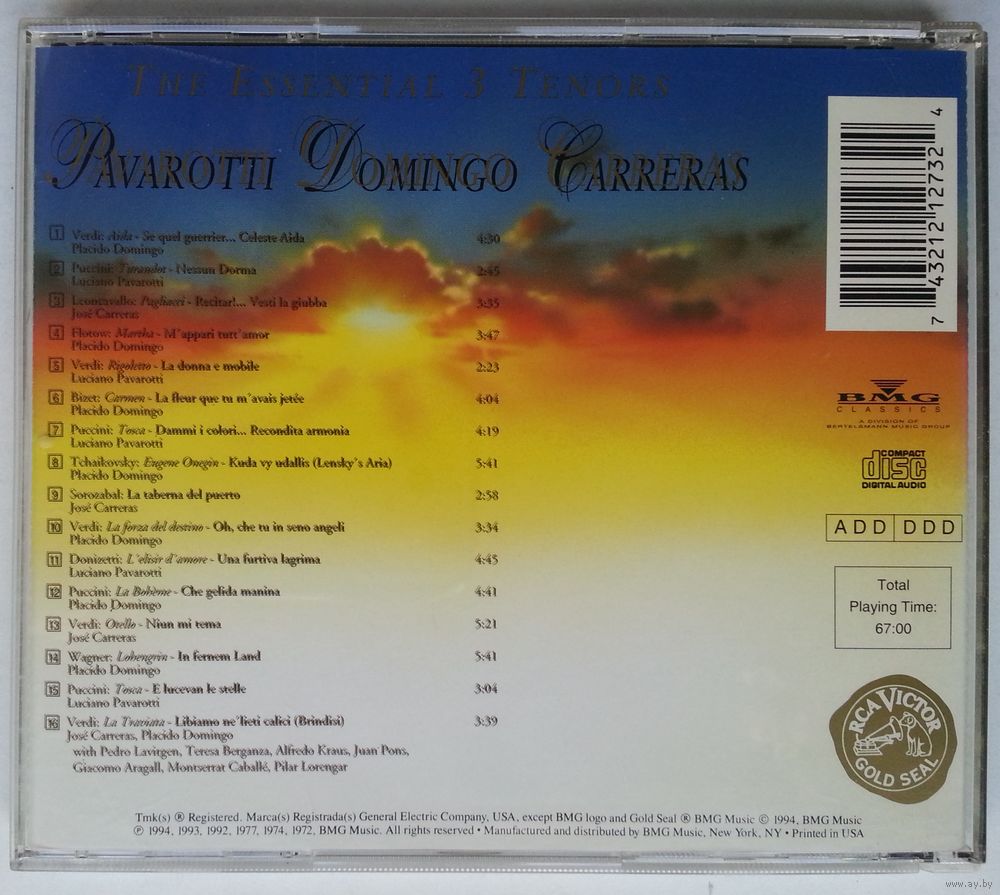 THE ESSENTIAL 3 TENORS
PAVAROTTI DOMINGO CARRERAS
1 Verdi: Aida - Se quel guerrier... Celeste Aida 4:30
Placido Domingo
2 Puccini: Turandot - Nessun Dorma 2:45
Luciano Pavarotti
3 Leoncavallo: Pagliacci - Recitar!... Vesti la giubba 3:35
José Carreras
4 Flotow: Martha - M'appari tutt'amor 3:47
Placido Domingo
5 Verdi: Rigoletto - La donna e mobile 2:23
Luciano Pavarotti
6 Bizet: Carmen - La fleur que tu m'avais jetée 4:04
Placido Domingo
7 Puccini: Tosca - Dammi i colori... Recondita armonia 4:19
Luciano Pavarotti
8 Tchaikovsky: Eugene Onegin - Kuda vy udallis (Lensky's Aria) 5:41
Placido Domingo
9 Sorozabal: La taberna del puerto 2:58
José Carreras
10 Verdi: La forza del destino - Oh, che tu in seno angeli 3:34
Placido Domingo
11 Donizetti: L'elisir d'amore - Una furtiva lagrima 4:45
Luciano Pavarotti
12 Puccini: La Bohème - Che gelida manina 4:41
Placido Domingo
13 Verdi: Otello - Niun mi tema 5:21
José Carreras
14 Wagner: Lohengrin - In fernem Land 5:41
Placido Domingo
15 Puccini: Tosca - E lucevan le stelle 3:04
Luciano Pavarotti
16 Verdi: La Traviata - Libiamo ne'lieti calici (Brindisi) 3:39
José Carreras, Placido Domingo
with Pedro Lavirgen, Teresa Berganza, Alfredo Kraus, Juan Pons,
Giacomo Aragall, Montserrat Caballé, Pilar Lorengar
7 43212 12732 4
BMG
CLASSICS
A DIVISION OF
BERTELSMANN MUSIC GROUP
COMPACT
disc
DIGITAL AUDIO
ADD DDD
Total
Playing Time:
67:00
RCA VICTOR
GOLD SEAL
Tmk(s) ® Registered. Marca(s) Registrada(s) General Electric Company, USA, except BMG logo and Gold Seal ® BMG Music © 1994, BMG Music
℗ 1994, 1993, 1992, 1977, 1974, 1972, BMG Music. All rights reserved • Manufactured and distributed by BMG Music, New York, NY • Printed in USA
www.ay.by